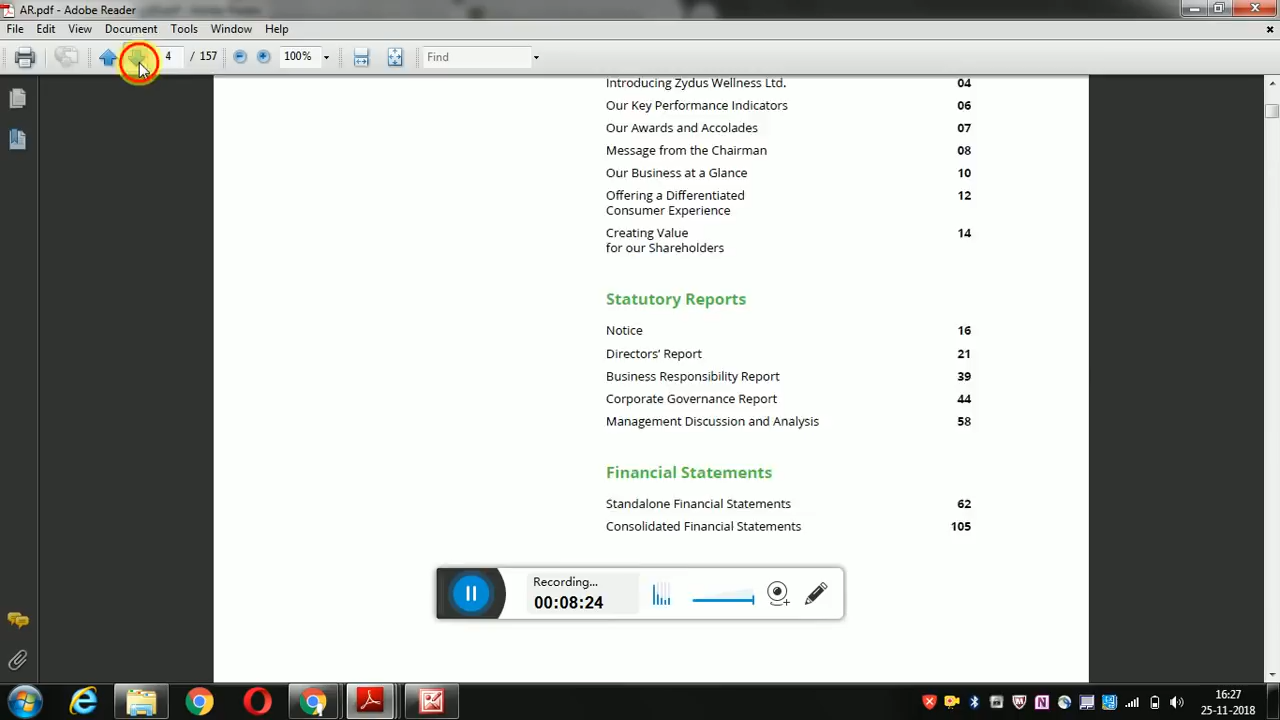 AR.pdf - Adobe Reader
File Edit View Document Tools Window Help
4 / 157 100% Find
Introducing Zydus Wellness Ltd. 04
Our Key Performance Indicators 06
Our Awards and Accolades 07
Message from the Chairman 08
Our Business at a Glance 10
Offering a Differentiated 12
Consumer Experience
Creating Value 14
for our Shareholders
Statutory Reports
Notice 16
Directors' Report 21
Business Responsibility Report 39
Corporate Governance Report 44
Management Discussion and Analysis 58
Financial Statements
Standalone Financial Statements 62
Consolidated Financial Statements 105
Recording...
00:08:24
16:27
25-11-2018